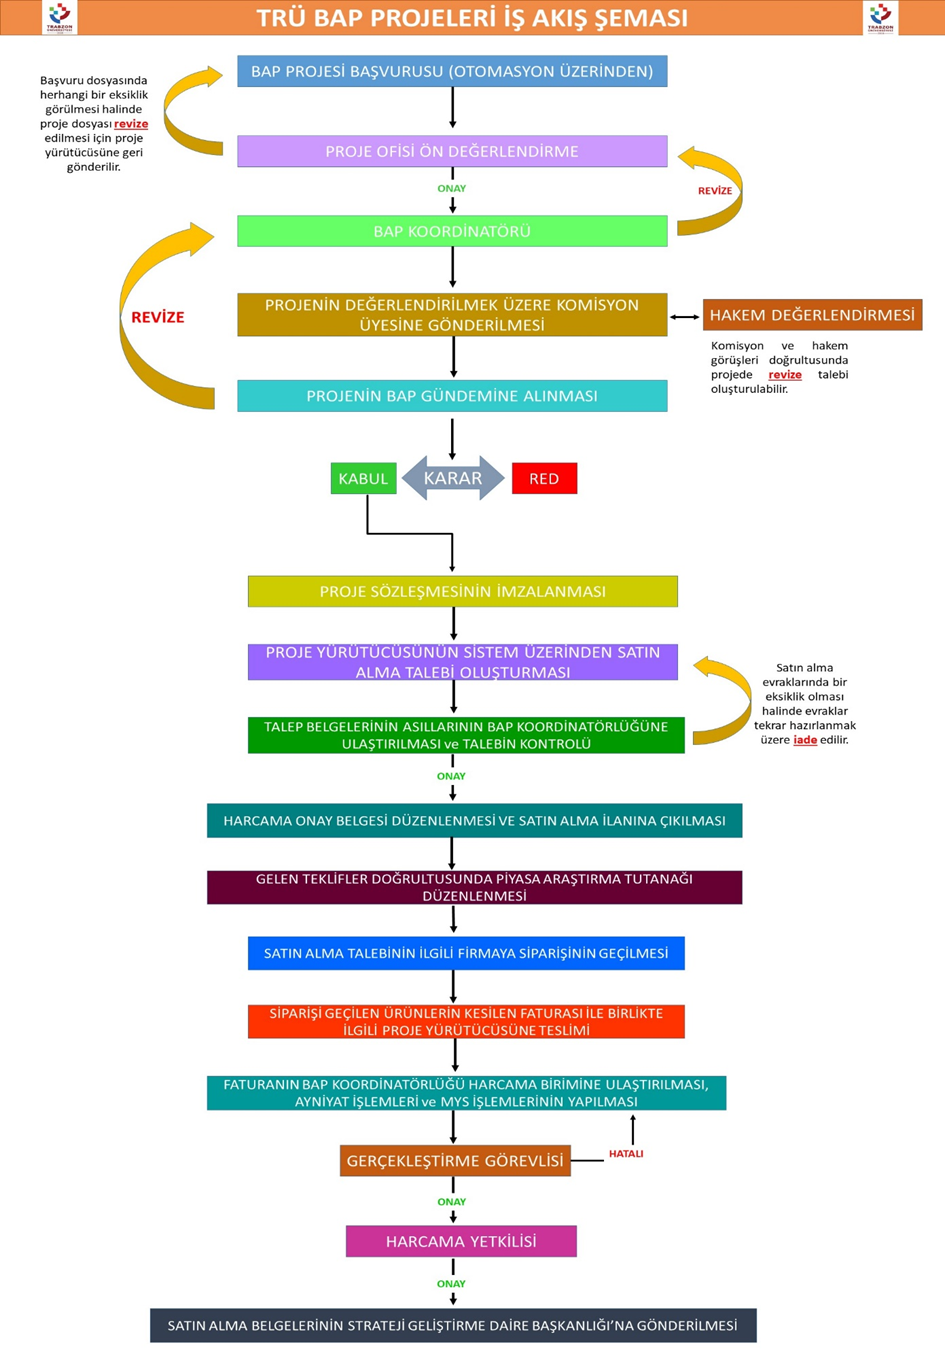 TRÜ BAP PROJELERİ İŞ AKIŞ ŞEMASI
TRABZON
TRABZON
BAP PROJESİ BAŞVURUSU (OTOMASYON ÜZERİNDEN)
Başvuru dosyasında
herhangi bir eksiklik
görülmesi halinde
proje dosyası revize
edilmesi için proje
yürütücüsüne geri
gönderilir.
PROJE OFİSİ ÖN DEĞERLENDİRME
ONAY
REVİZE
BAP KOORDİNATÖRÜ
REVİZE
PROJENİN DEĞERLENDİRİLMEK ÜZERE KOMİSYON
ÜYESİNE GÖNDERİLMESİ
HAKEM DEĞERLENDİRMESİ
Komisyon ve hakem
görüşleri doğrultusunda
projede revize talebi
oluşturulabilir.
PROJENİN BAP GÜNDEMİNE ALINMASI
KABUL
KARAR
RED
PROJE SÖZLEŞMESİNİN İMZALANMASI
PROJE YÜRÜTÜCÜSÜNÜN SİSTEM ÜZERİNDEN SATIN
ALMA TALEBİ OLUŞTURMASI
Satın alma
evraklarında bir
eksiklik olması
halinde evraklar
tekrar hazırlanmak
üzere iade edilir.
TALEP BELGELERİNİN ASILLARININ BAP KOORDİNATÖRLÜĞÜNE
ULAŞTIRILMASI ve TALEBİN KONTROLÜ
ONAY
HARCAMA ONAY BELGESİ DÜZENLENMESİ VE SATIN ALMA İLANINA ÇIKILMASI
GELEN TEKLİFLER DOĞRULTUSUNDA PİYASA ARAŞTIRMA TUTANAĞI
DÜZENLENMESİ
SATIN ALMA TALEBİNİN İLGİLİ FİRMAYA SİPARİŞİNİN GEÇİLMESİ
SİPARİŞİ GEÇİLEN ÜRÜNLERİN KESİLEN FATURASI İLE BİRLİKTE
İLGİLİ PROJE YÜRÜTÜCÜSÜNE TESLİMİ
FATURANIN BAP KOORDİNATÖRLÜĞÜ HARCAMA BİRİMİNE ULAŞTIRILMASI,
AYNİYAT İŞLEMLERİ ve MYS İŞLEMLERİNİN YAPILMASI
GERÇEKLEŞTİRME GÖREVLİSİ
HATALI
ONAY
HARCAMA YETKİLİSİ
ONAY
SATIN ALMA BELGELERİNİN STRATEJİ GELİŞTİRME DAİRE BAŞKANLIĞI'NA GÖNDERİLMESİ